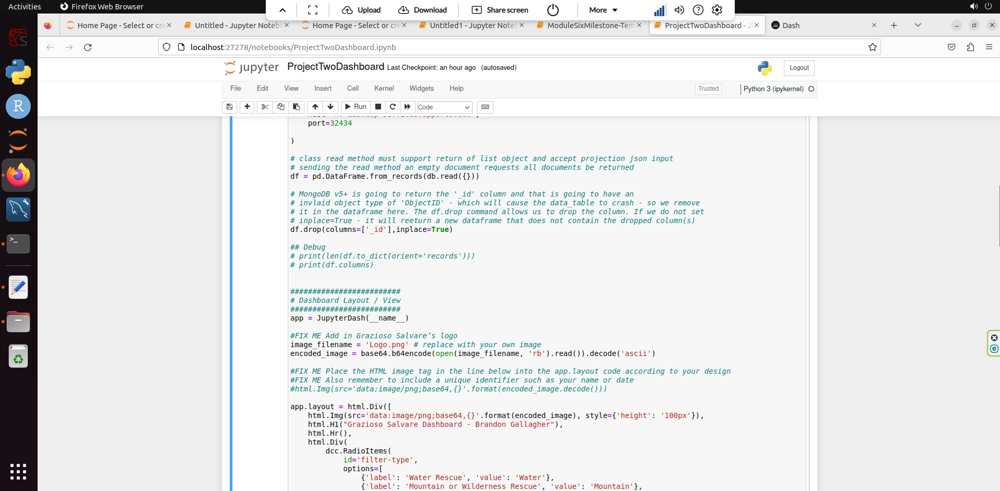 Activities
Firefox Web Browser
Upload
Download
Share screen
More
Home Page - Select or cre
Untitled - Jupyter Notebo
Home Page - Select or cre
Untitled1 - Jupyter Noteb
ModuleSixMilestone-Tem
ProjectTwoDashboard - J
Dash
localhost:27278/notebooks/ProjectTwoDashboard.ipynb
jupyter ProjectTwoDashboard Last Checkpoint: an hour ago (autosaved)
Logout
File Edit View Insert Cell Kernel Widgets Help
Trusted
Python 3 (ipykernel)
Run
Code
port=32434
)
# class read method must support return of list object and accept projection json input
# sending the read method an empty document requests all documents be returned
df = pd.DataFrame.from_records(db.read({}))
# MongoDB v5+ is going to return the '_id' column and that is going to have an
# invlaid object type of 'ObjectID' - which will cause the data_table to crash - so we remove
# it in the dataframe here. The df.drop command allows us to drop the column. If we do not set
# inplace=True - it will reeturn a new dataframe that does not contain the dropped column(s)
df.drop(columns=['_id'],inplace=True)
## Debug
# print(len(df.to_dict(orient='records')))
# print(df.columns)
#########################
# Dashboard Layout / View
#########################
app = JupyterDash(__name__)
#FIX ME Add in Grazioso Salvare’s logo
image_filename = 'Logo.png' # replace with your own image
encoded_image = base64.b64encode(open(image_filename, 'rb').read()).decode('ascii')
#FIX ME Place the HTML image tag in the line below into the app.layout code according to your design
#FIX ME Also remember to include a unique identifier such as your name or date
#html.Img(src='data:image/png;base64,{}'.format(encoded_image.decode()))
app.layout = html.Div([
html.Img(src='data:image/png;base64,{}'.format(encoded_image), style={'height': '100px'}),
html.H1("Grazioso Salvare Dashboard - Brandon Gallagher"),
html.Hr(),
html.Div(
dcc.RadioItems(
id='filter-type',
options=[
{'label': 'Water Rescue', 'value': 'Water'},
{'label': 'Mountain or Wilderness Rescue', 'value': 'Mountain'},